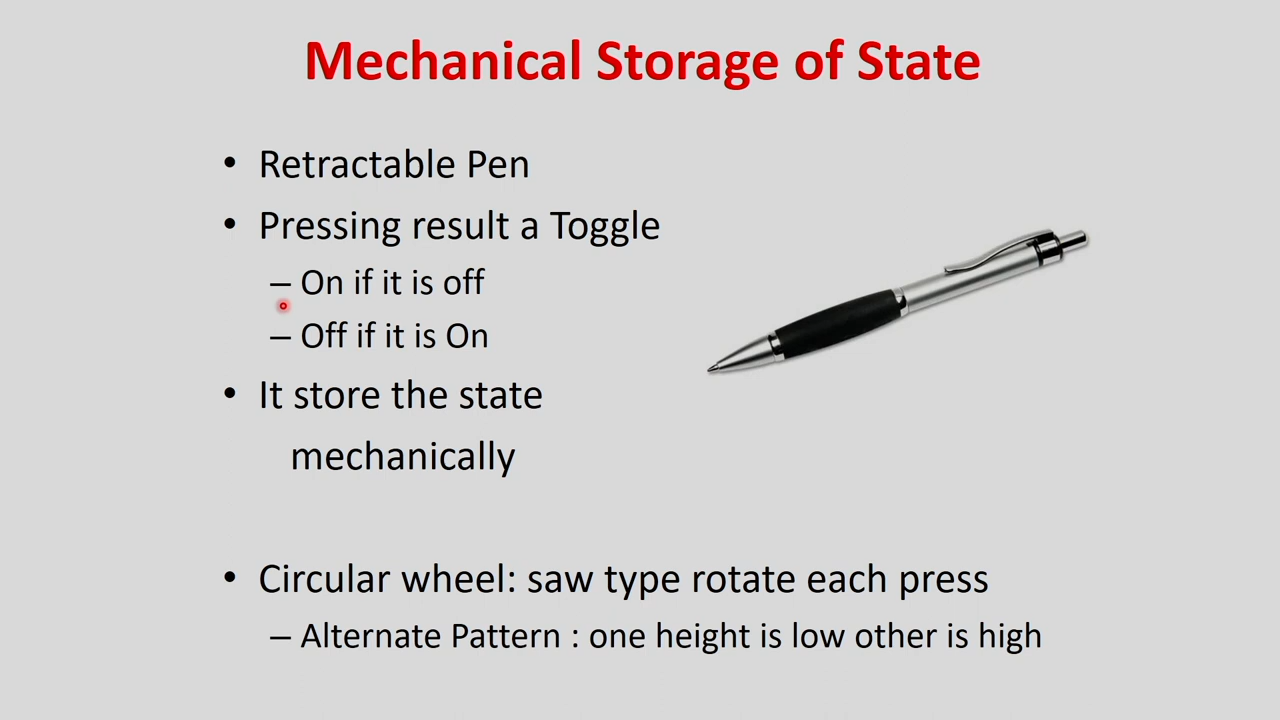 Mechanical Storage of State
• Retractable Pen
• Pressing result a Toggle
– On if it is off
– Off if it is On
• It store the state
mechanically
• Circular wheel: saw type rotate each press
– Alternate Pattern : one height is low other is high